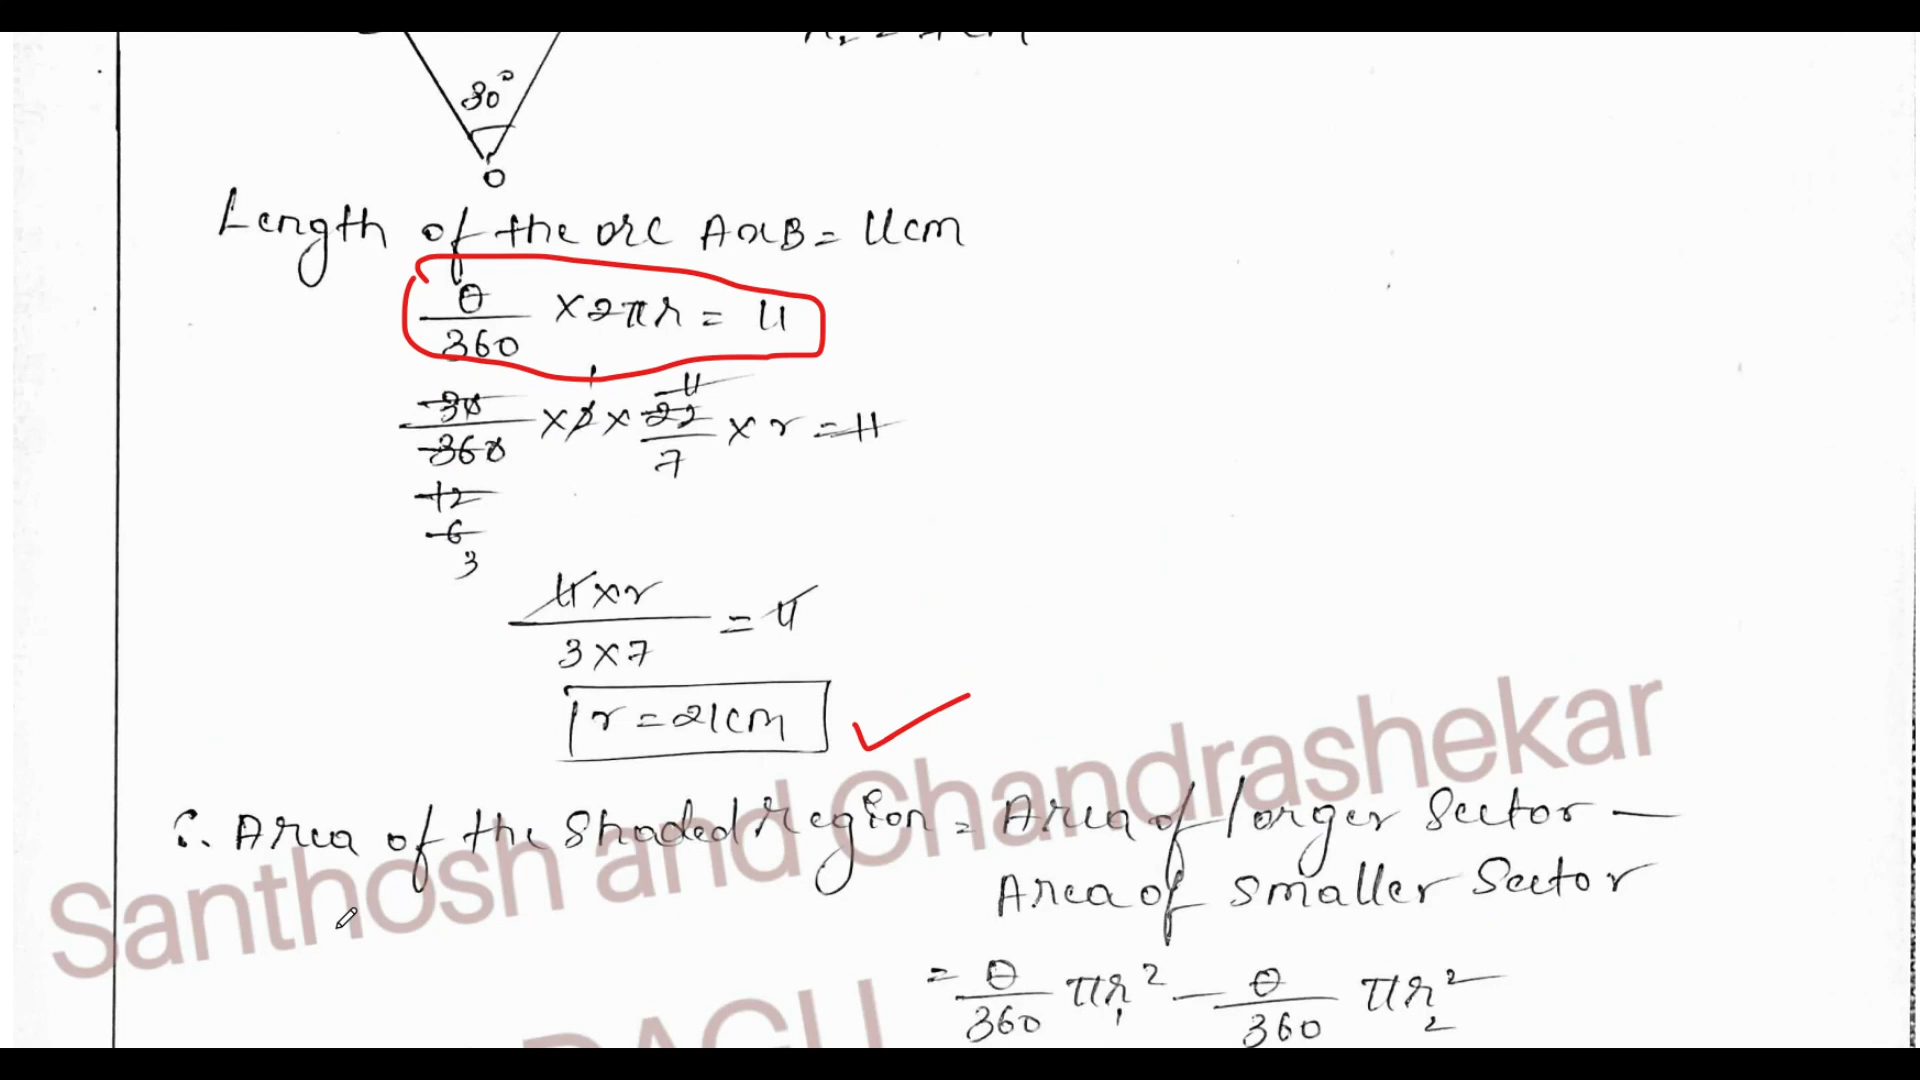 30°
O
Length of the arc AxB = 11cm
θ/360 × 2πr = 11
30/360 × 2 × 22/7 × r = 11
1
11
12
6
3
11 × r / 3 × 7 = 11
r = 21cm
∴ Area of the Shaded Region = Area of larger Sector –
Area of Smaller Sector
= θ/360 πr₁² – θ/360 πr₂²
Santhosh and Chandrashekar